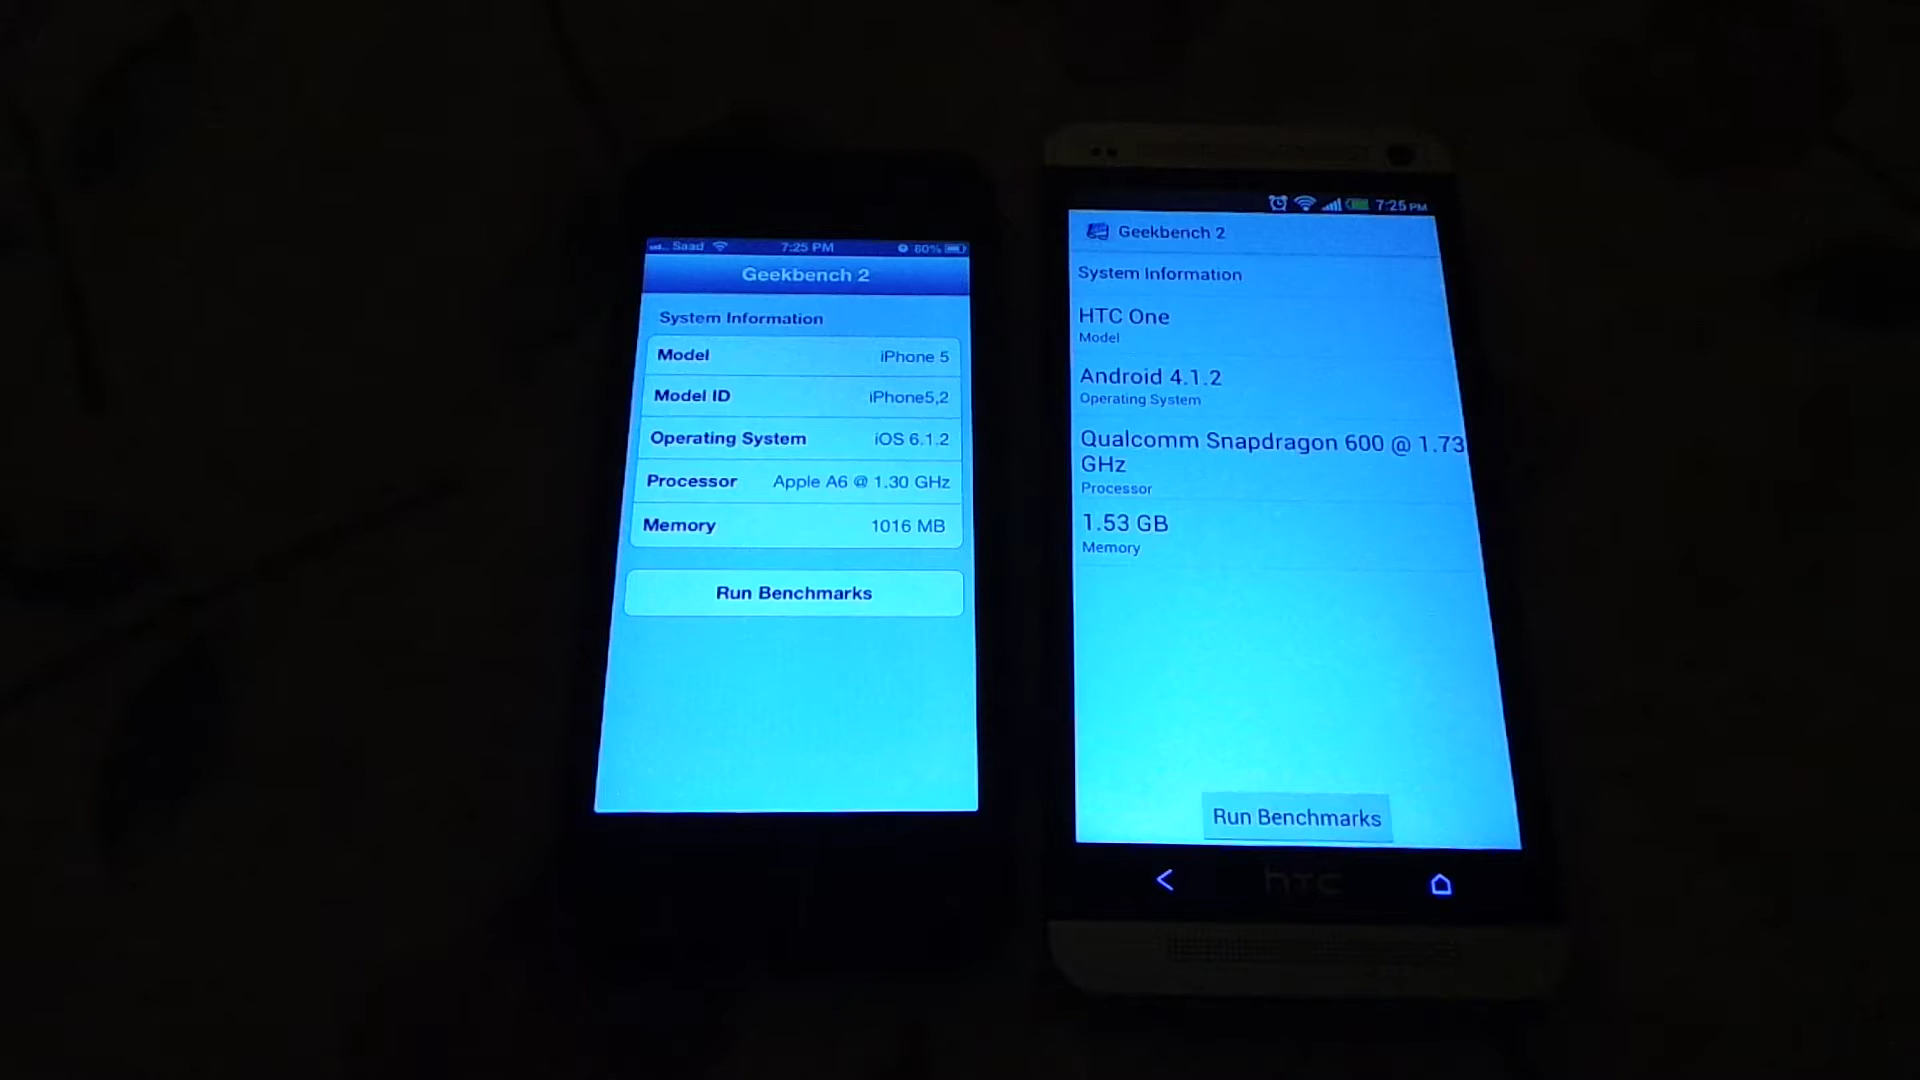 Saad 7:25 PM 60%
Geekbench 2
System Information
Model iPhone 5
Model ID iPhone5,2
Operating System iOS 6.1.2
Processor Apple A6 @ 1.30 GHz
Memory 1016 MB
Run Benchmarks
7:25 PM
Geekbench 2
System Information
HTC One
Model
Android 4.1.2
Operating System
Qualcomm Snapdragon 600 @ 1.73
GHz
Processor
1.53 GB
Memory
Run Benchmarks
hTC